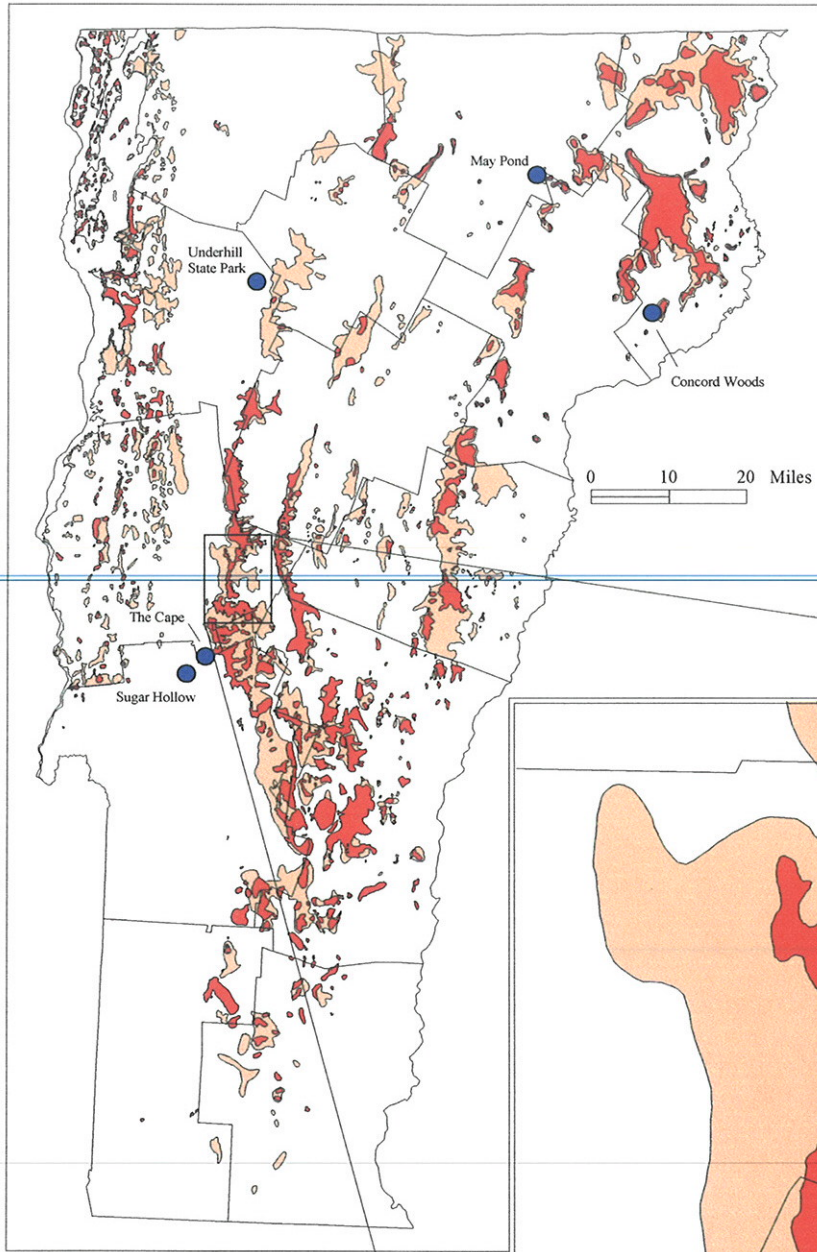 May Pond
Underhill
State Park
Concord Woods
0 10 20 Miles
The Cape
Sugar Hollow